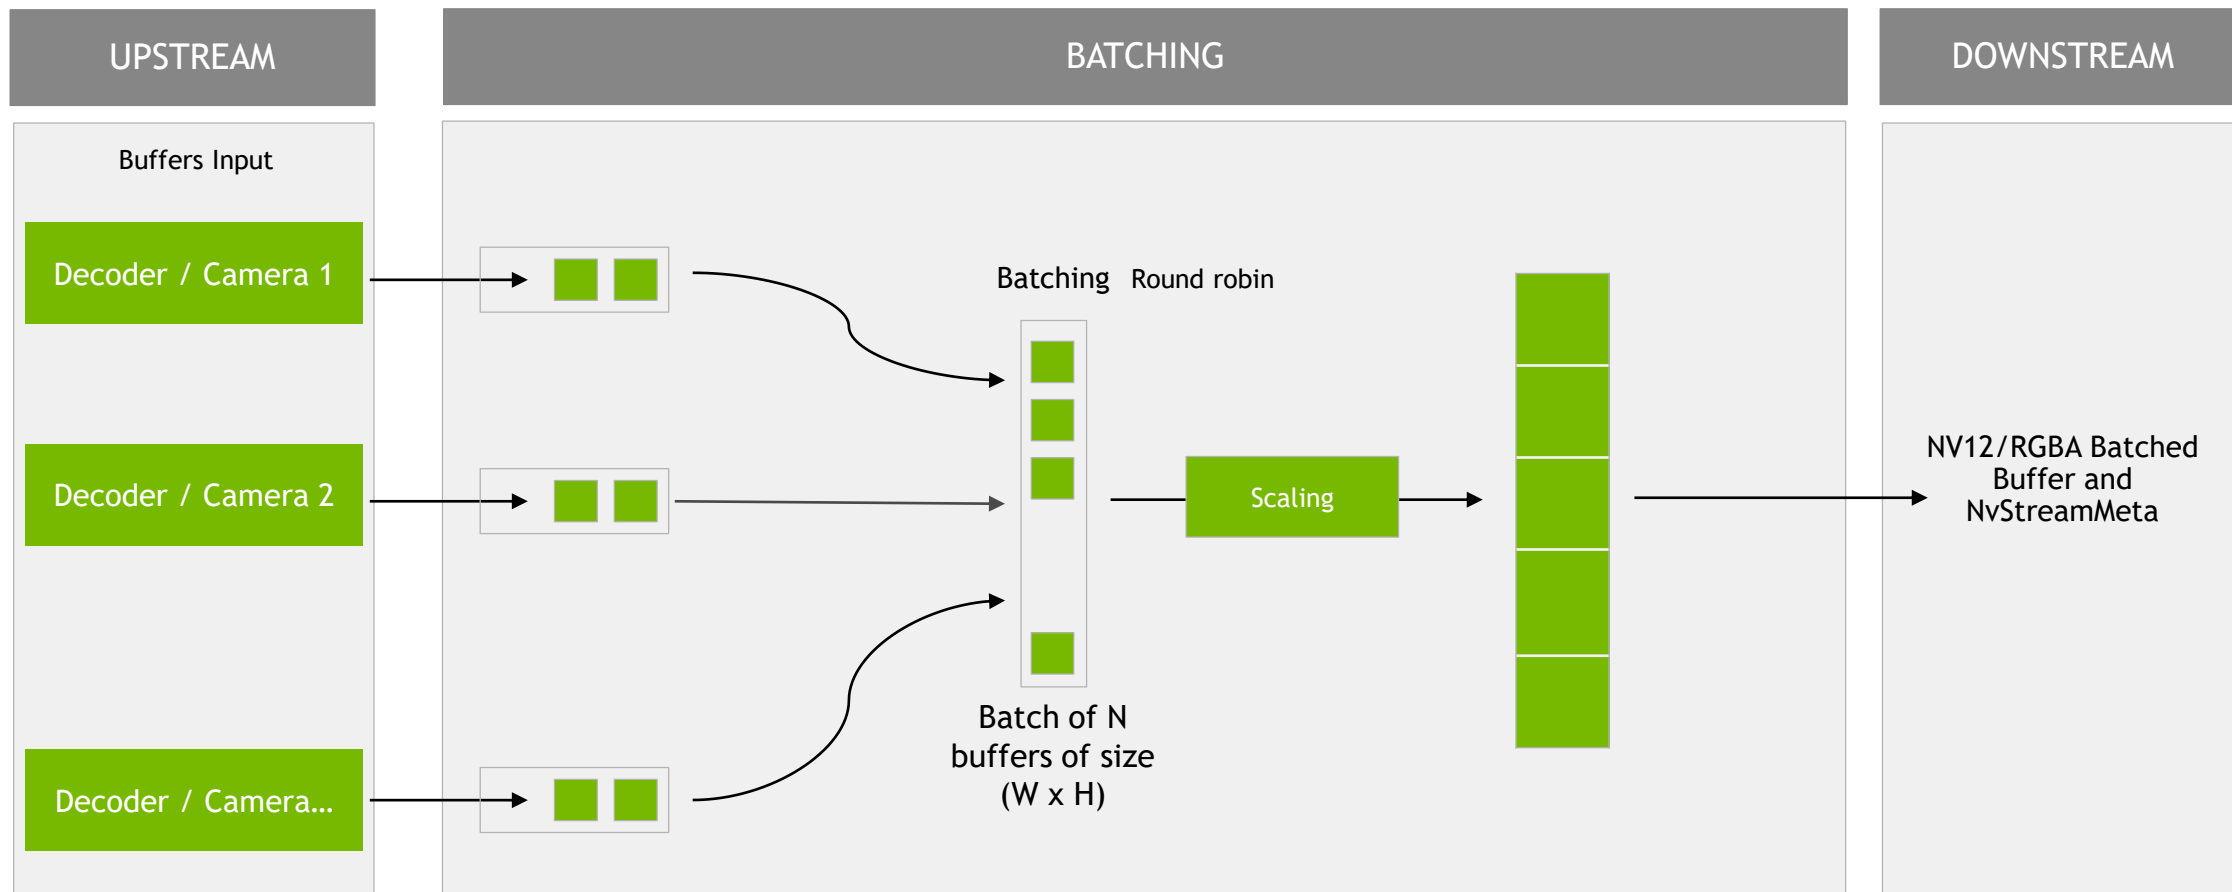 UPSTREAM
BATCHING
DOWNSTREAM
Buffers Input
Decoder / Camera 1
Decoder / Camera 2
Decoder / Camera…
Batching Round robin
Batch of N
buffers of size
(W x H)
Scaling
NV12/RGBA Batched
Buffer and
NvStreamMeta